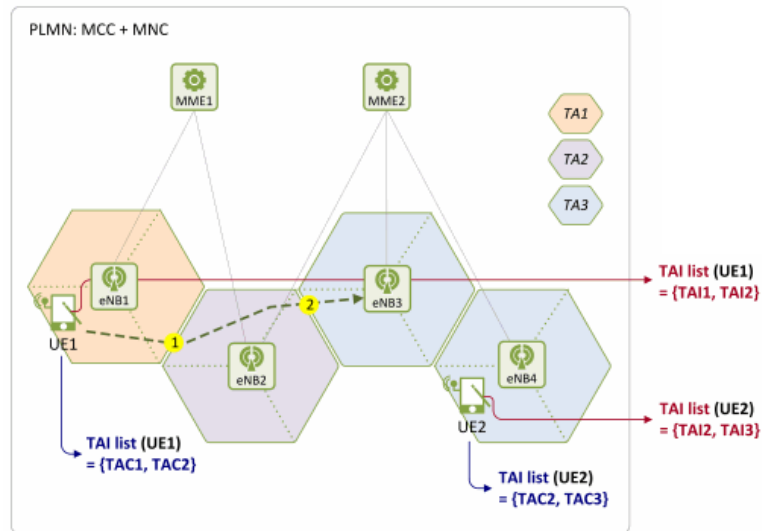 PLMN: MCC + MNC
MME1
MME2
TA1
TA2
TA3
eNB1
UE1
eNB3
TAI list (UE1)
= {TAI1, TAI2}
1
2
eNB2
eNB4
UE2
TAI list (UE2)
= {TAI2, TAI3}
TAI list (UE1)
= {TAC1, TAC2}
TAI list (UE2)
= {TAC2, TAC3}